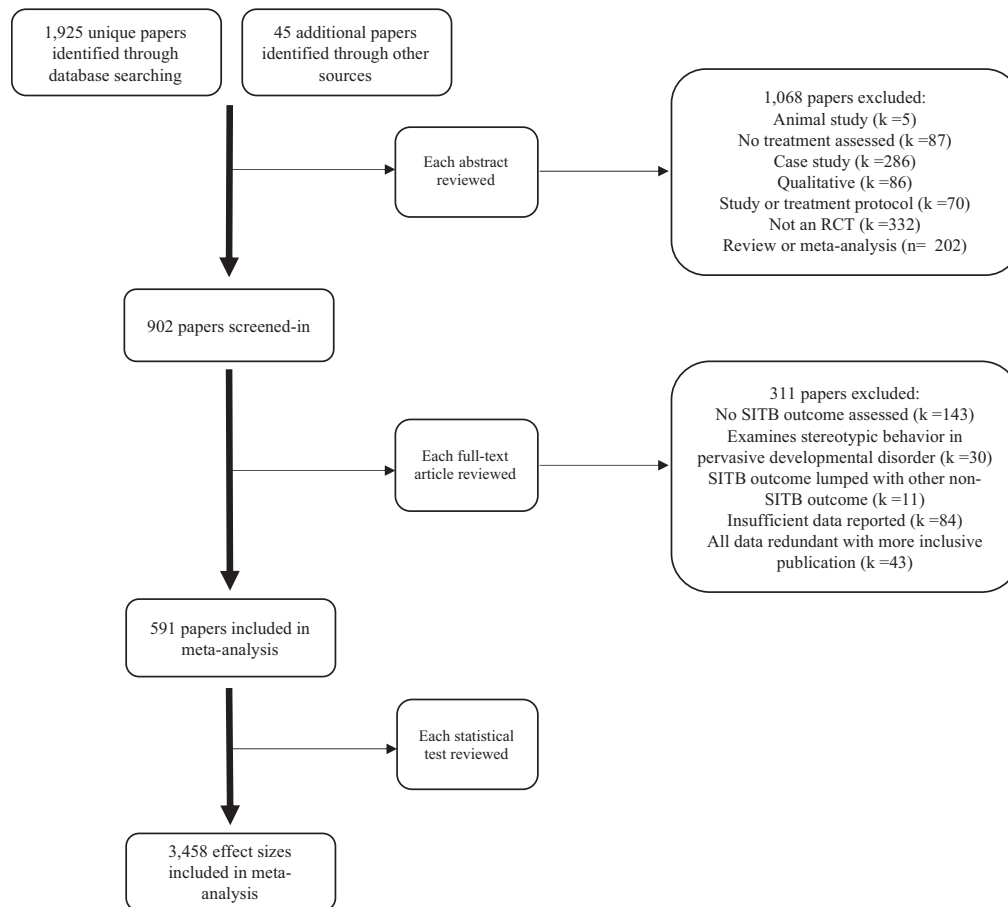 1,925 unique papers
identified through
database searching
45 additional papers
identified through other
sources
Each abstract
reviewed
1,068 papers excluded:
Animal study (k =5)
No treatment assessed (k =87)
Case study (k =286)
Qualitative (k =86)
Study or treatment protocol (k =70)
Not an RCT (k =332)
Review or meta-analysis (n= 202)
902 papers screened-in
Each full-text
article reviewed
311 papers excluded:
No SITB outcome assessed (k =143)
Examines stereotypic behavior in
pervasive developmental disorder (k =30)
SITB outcome lumped with other non-
SITB outcome (k =11)
Insufficient data reported (k =84)
All data redundant with more inclusive
publication (k =43)
591 papers included in
meta-analysis
Each statistical
test reviewed
3,458 effect sizes
included in meta-
analysis